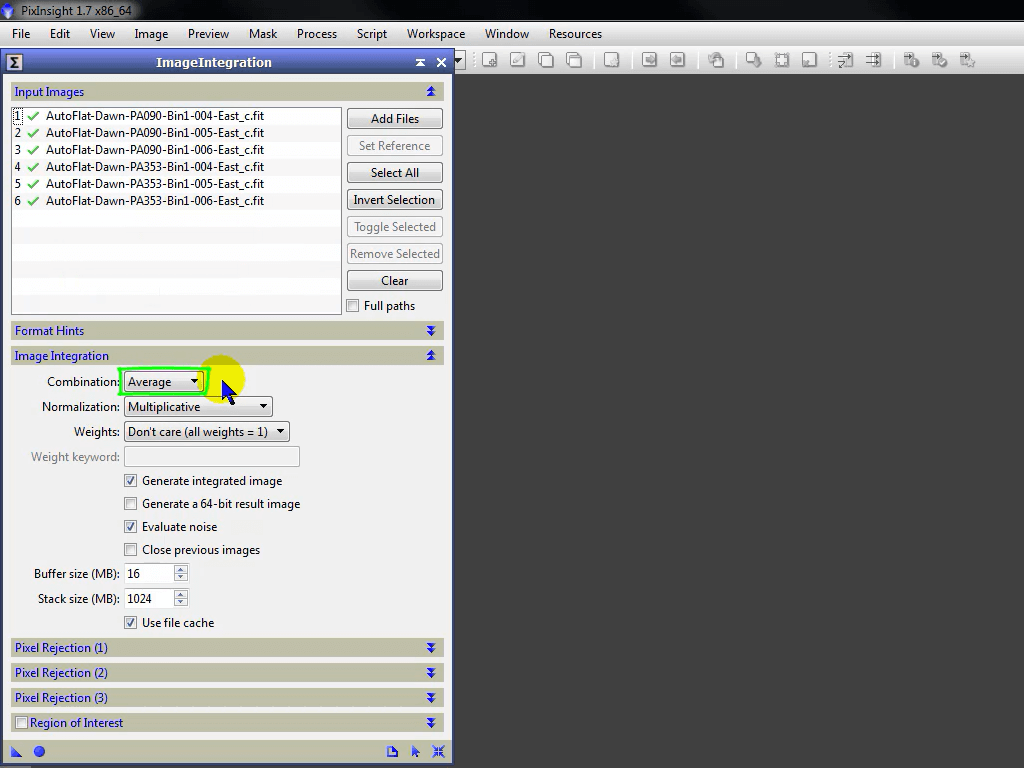 PixInsight 1.7 x86_64
File Edit View Image Preview Mask Process Script Workspace Window Resources
Σ ImageIntegration
Input Images
1 AutoFlat-Dawn-PA090-Bin1-004-East_c.fit
2 AutoFlat-Dawn-PA090-Bin1-005-East_c.fit
3 AutoFlat-Dawn-PA090-Bin1-006-East_c.fit
4 AutoFlat-Dawn-PA353-Bin1-004-East_c.fit
5 AutoFlat-Dawn-PA353-Bin1-005-East_c.fit
6 AutoFlat-Dawn-PA353-Bin1-006-East_c.fit
Add Files
Set Reference
Select All
Invert Selection
Toggle Selected
Remove Selected
Clear
Full paths
Format Hints
Image Integration
Combination: Average
Normalization: Multiplicative
Weights: Don't care (all weights = 1)
Weight keyword:
Generate integrated image
Generate a 64-bit result image
Evaluate noise
Close previous images
Buffer size (MB): 16
Stack size (MB): 1024
Use file cache
Pixel Rejection (1)
Pixel Rejection (2)
Pixel Rejection (3)
Region of Interest